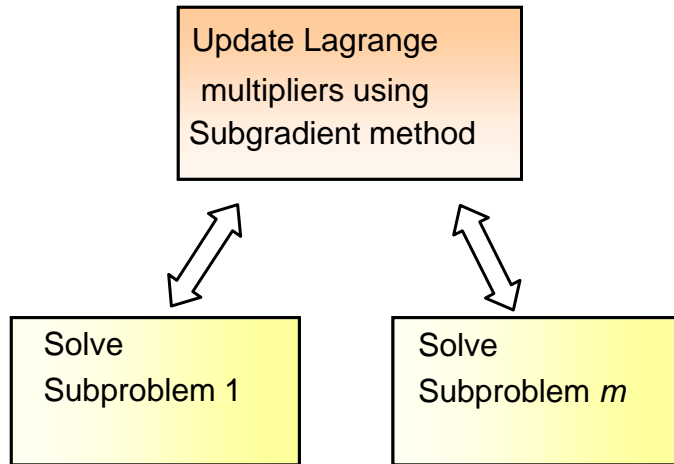 Update Lagrange
multipliers using
Subgradient method
Solve
Subproblem 1
Solve
Subproblem m